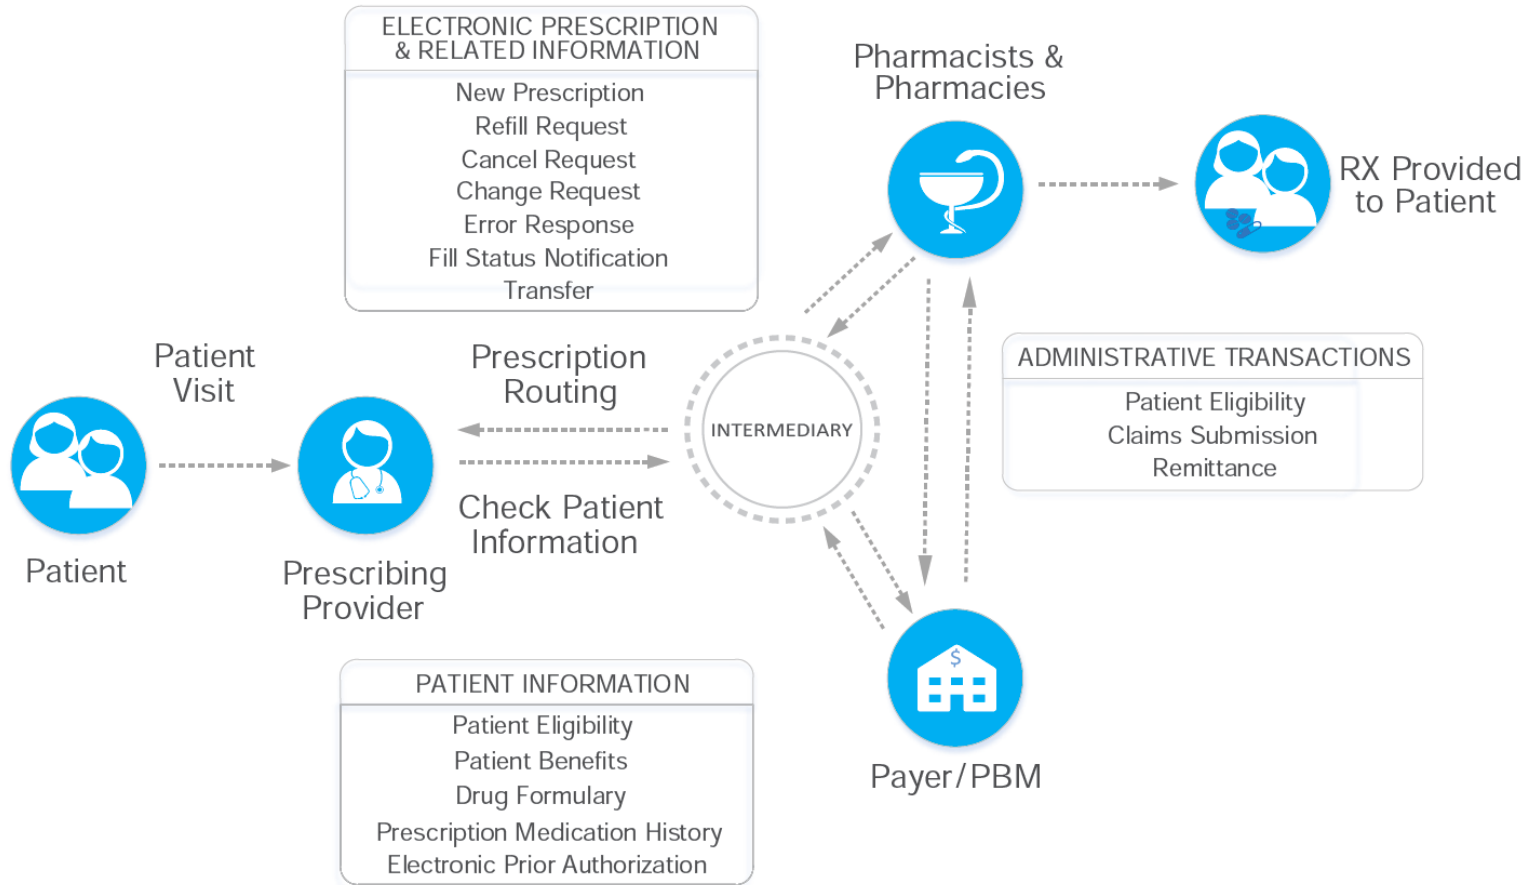 ELECTRONIC PRESCRIPTION
& RELATED INFORMATION
New Prescription
Refill Request
Cancel Request
Change Request
Error Response
Fill Status Notification
Transfer
Pharmacists &
Pharmacies
RX Provided
to Patient
Patient
Visit
Prescription
Routing
INTERMEDIARY
ADMINISTRATIVE TRANSACTIONS
Patient Eligibility
Claims Submission
Remittance
Check Patient
Information
Patient
Prescribing
Provider
PATIENT INFORMATION
Patient Eligibility
Patient Benefits
Drug Formulary
Prescription Medication History
Electronic Prior Authorization
$
Payer/PBM